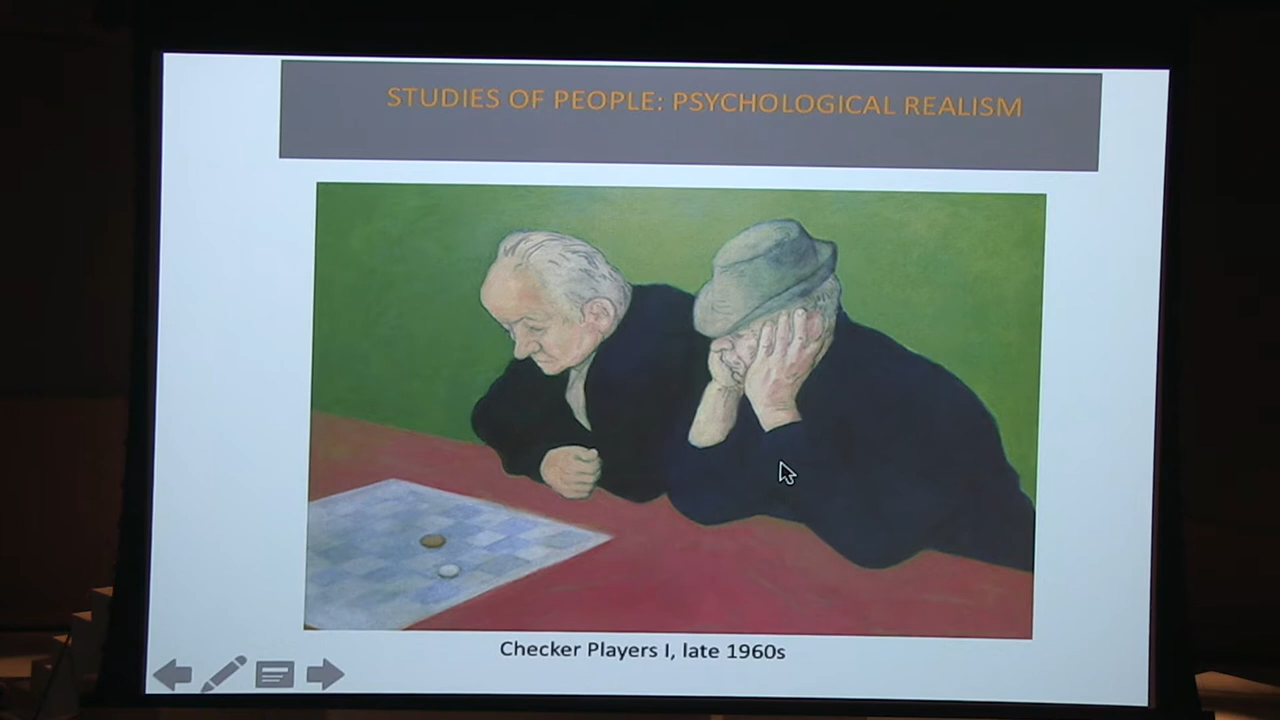 STUDIES OF PEOPLE: PSYCHOLOGICAL REALISM
Checker Players I, late 1960s